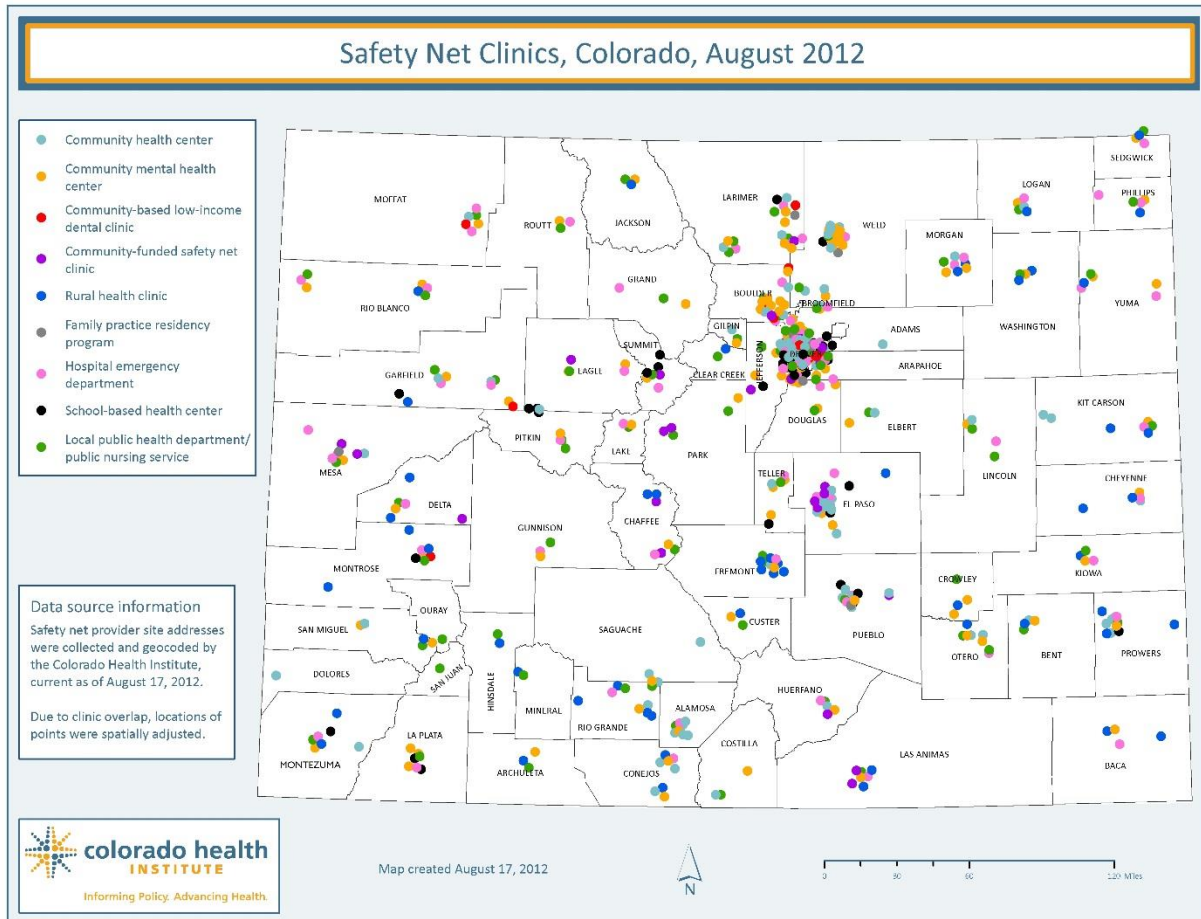 Safety Net Clinics, Colorado, August 2012
Community health center
Community mental health
center
Community-based low-income
dental clinic
Community-funded safety net
clinic
Rural health clinic
Family practice residency
program
Hospital emergency
department
School-based health center
Local public health department/
public nursing service
Data source information
Safety net provider site addresses
were collected and geocoded by
the Colorado Health Institute,
current as of August 17, 2012.
Due to clinic overlap, locations of
points were spatially adjusted.
SEDGWICK
LOGAN
PHILLIPS
MOFFAT
LARIMER
WELD
ROUTT
JACKSON
MORGAN
GRAND
BOULDER
BROOMFIELD
RIO BLANCO
YUMA
WASHINGTON
GILPIN
ADAMS
SUMMIT
JEFFERSON
ARAPAHOE
EAGLE
CLEAR CREEK
GARFIELD
DOUGLAS
ELBERT
KIT CARSON
PITKIN
LAKE
PARK
LINCOLN
MESA
TELLER
CHEYENNE
DELTA
EL PASO
CHAFFEE
GUNNISON
MONTROSE
FREMONT
CROWLEY
KIOWA
OURAY
SAN MIGUEL
SAGUACHE
CUSTER
PUEBLO
OTERO
BENT
PROWERS
DOLORES
SAN JUAN
HINSDALE
MINERAL
HUERFANO
RIO GRANDE
ALAMOSA
MONTEZUMA
LA PLATA
ARCHULETA
CONEJOS
COSTILLA
LAS ANIMAS
BACA
colorado health
INSTITUTE
Informing Policy. Advancing Health.
Map created August 17, 2012
N
0 30 60 120 Miles